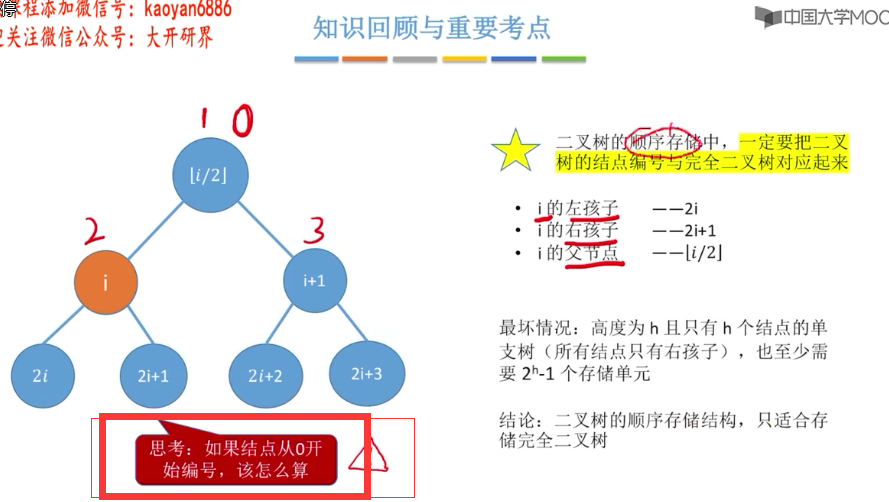 停
课程添加微信号：kaoyan6886
迎关注微信公众号：大开研界
知识回顾与重要考点
中国大学MOOC
1 0
⌊i/2⌋
2
3
i
i+1
2i
2i+1
2i+2
2i+3
思考：如果结点从0开
始编号，该怎么算
二叉树的顺序存储中，一定要把二叉
树的结点编号与完全二叉树对应起来
• i 的左孩子 ——2i
• i 的右孩子 ——2i+1
• i 的父节点 ——⌊i/2⌋
最坏情况：高度为 h 且只有 h 个结点的单
支树（所有结点只有右孩子），也至少需
要 2ʰ-1 个存储单元
结论：二叉树的顺序存储结构，只适合存
储完全二叉树